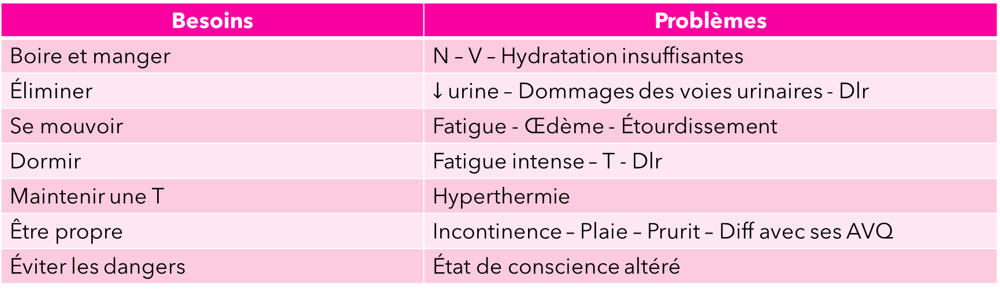 Besoins Problèmes
Boire et manger N – V – Hydratation insuffisantes
Éliminer ↓ urine – Dommages des voies urinaires - Dlr
Se mouvoir Fatigue - Œdème - Étourdissement
Dormir Fatigue intense – T - Dlr
Maintenir une T Hyperthermie
Être propre Incontinence – Plaie – Prurit – Diff avec ses AVQ
Éviter les dangers État de conscience altéré